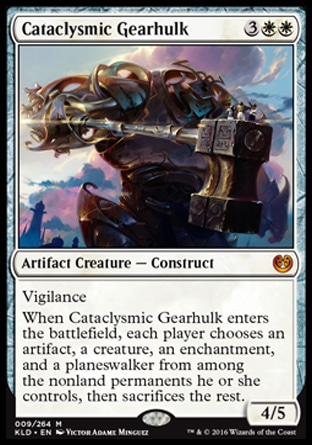 Cataclysmic Gearhulk 3
Artifact Creature — Construct
Vigilance
When Cataclysmic Gearhulk enters
the battlefield, each player chooses an
artifact, a creature, an enchantment,
and a planeswalker from among
the nonland permanents he or she
controls, then sacrifices the rest.
4/5
009/264 M
KLD • EN Victor Adame Minguez
™ & © 2016 Wizards of the Coast